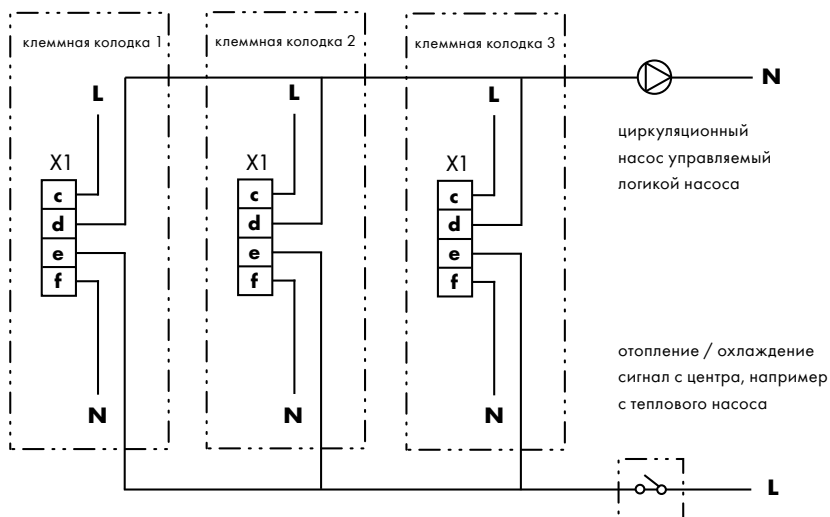 клеммная колодка 1
клеммная колодка 2
клеммная колодка 3
L
L
L
N
X1
X1
X1
c
d
e
f
c
d
e
f
c
d
e
f
N
N
N
циркуляционный
насос управляемый
логикой насоса
отопление / охлаждение
сигнал с центра, например
с теплового насоса
L